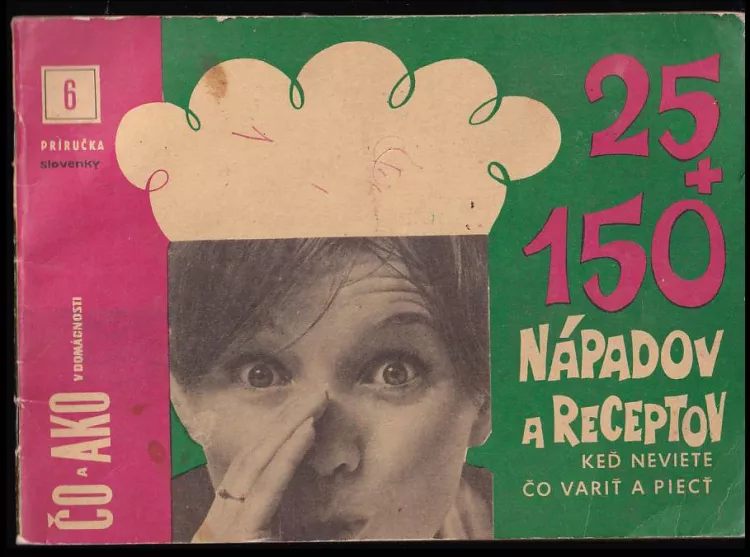 6
PRÍRUČKA
slovenky
ČO A AKO V DOMÁCNOSTI
25
+
150
NÁPADOV
A RECEPTOV
KEĎ NEVIETE
ČO VARIŤ A PIECŤ